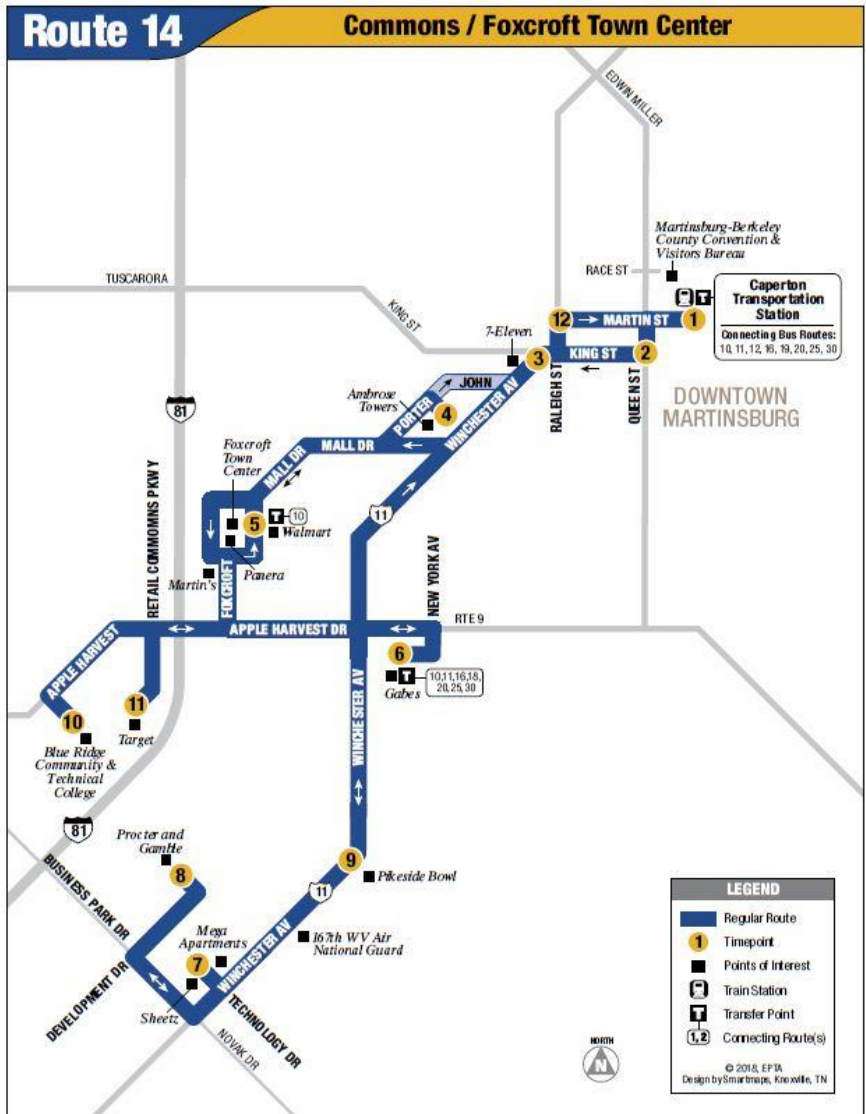 Route 14
Commons / Foxcroft Town Center
EDWIN MILLER
Martinsburg-Berkeley
County Convention &
Visitors Bureau
RACE ST
TUSCARORA
KING ST
T
Caperton
Transportation
Station
Connecting Bus Routes:
10, 11, 12, 16, 19, 20, 25, 30
12
MARTIN ST
1
7-Eleven
3
KING ST
2
JOHN
RALEIGH ST
QUEEN ST
DOWNTOWN
MARTINSBURG
81
Ambrose
Towers
PORTER
4
WINCHESTER AV
MALL DR
MALL DR
Foxcroft
Town
Center
11
5
T
10
Walmart
RETAIL COMMOMNS PKWY
Panera
Martin's
FOXCROFT
NEW YORK AV
APPLE HARVEST DR
RTE 9
APPLE HARVEST
6
Gabes
T
10,11,16,18,
20, 25, 30
WINCHESTER AV
10
11
Target
Blue Ridge
Community &
Technical
College
81
Procter and
Gamble
8
9
Pikeside Bowl
11
BUSINESS PARK DR
Mega
Apartments
7
WINCHESTER AV
167th WV Air
National Guard
DEVELOPMENT DR
Sheetz
TECHNOLOGY DR
NOVAK DR
NORTH
N
LEGEND
Regular Route
1 Timepoint
Points of Interest
Train Station
T Transfer Point
1, 2 Connecting Route(s)
© 2018, EPTA
Design by Smartmaps, Knoxville, TN